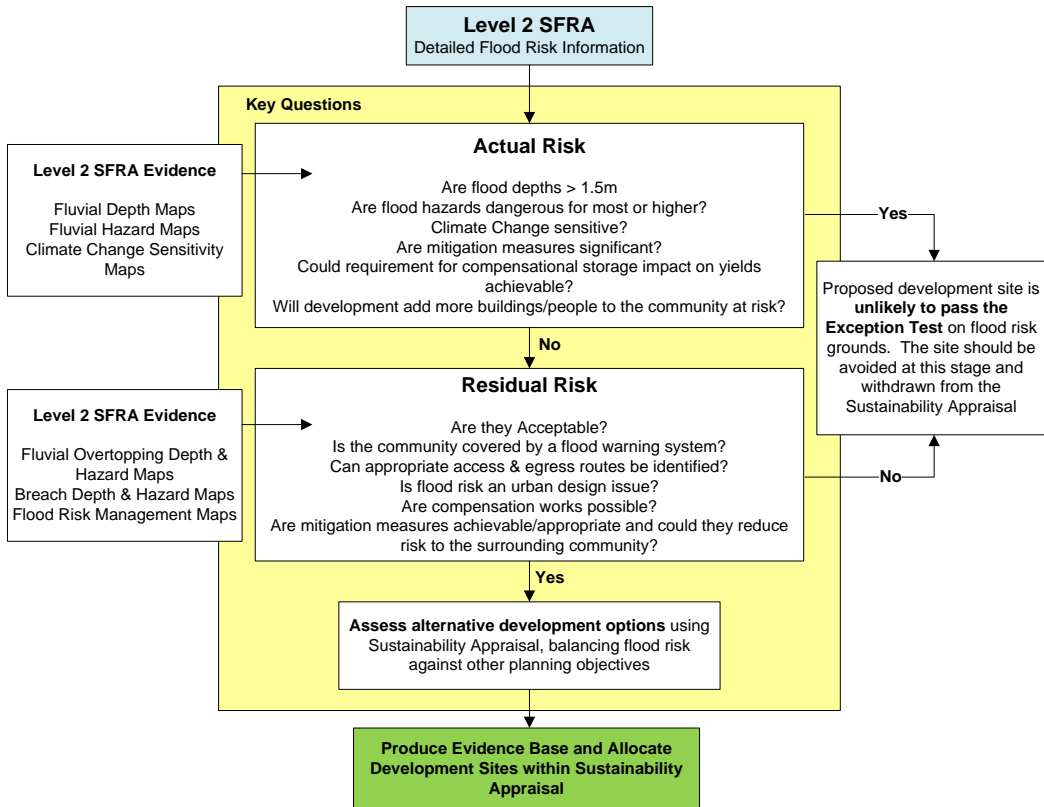 Level 2 SFRA
Detailed Flood Risk Information
Key Questions
Actual Risk
Are flood depths > 1.5m
Are flood hazards dangerous for most or higher?
Climate Change sensitive?
Are mitigation measures significant?
Could requirement for compensational storage impact on yields
achievable?
Will development add more buildings/people to the community at risk?
Level 2 SFRA Evidence
Fluvial Depth Maps
Fluvial Hazard Maps
Climate Change Sensitivity
Maps
Yes
Proposed development site is
unlikely to pass the
Exception Test on flood risk
grounds. The site should be
avoided at this stage and
withdrawn from the
Sustainability Appraisal
No
Residual Risk
Are they Acceptable?
Is the community covered by a flood warning system?
Can appropriate access & egress routes be identified?
Is flood risk an urban design issue?
Are compensation works possible?
Are mitigation measures achievable/appropriate and could they reduce
risk to the surrounding community?
Level 2 SFRA Evidence
Fluvial Overtopping Depth &
Hazard Maps
Breach Depth & Hazard Maps
Flood Risk Management Maps
No
Yes
Assess alternative development options using
Sustainability Appraisal, balancing flood risk
against other planning objectives
Produce Evidence Base and Allocate
Development Sites within Sustainability
Appraisal